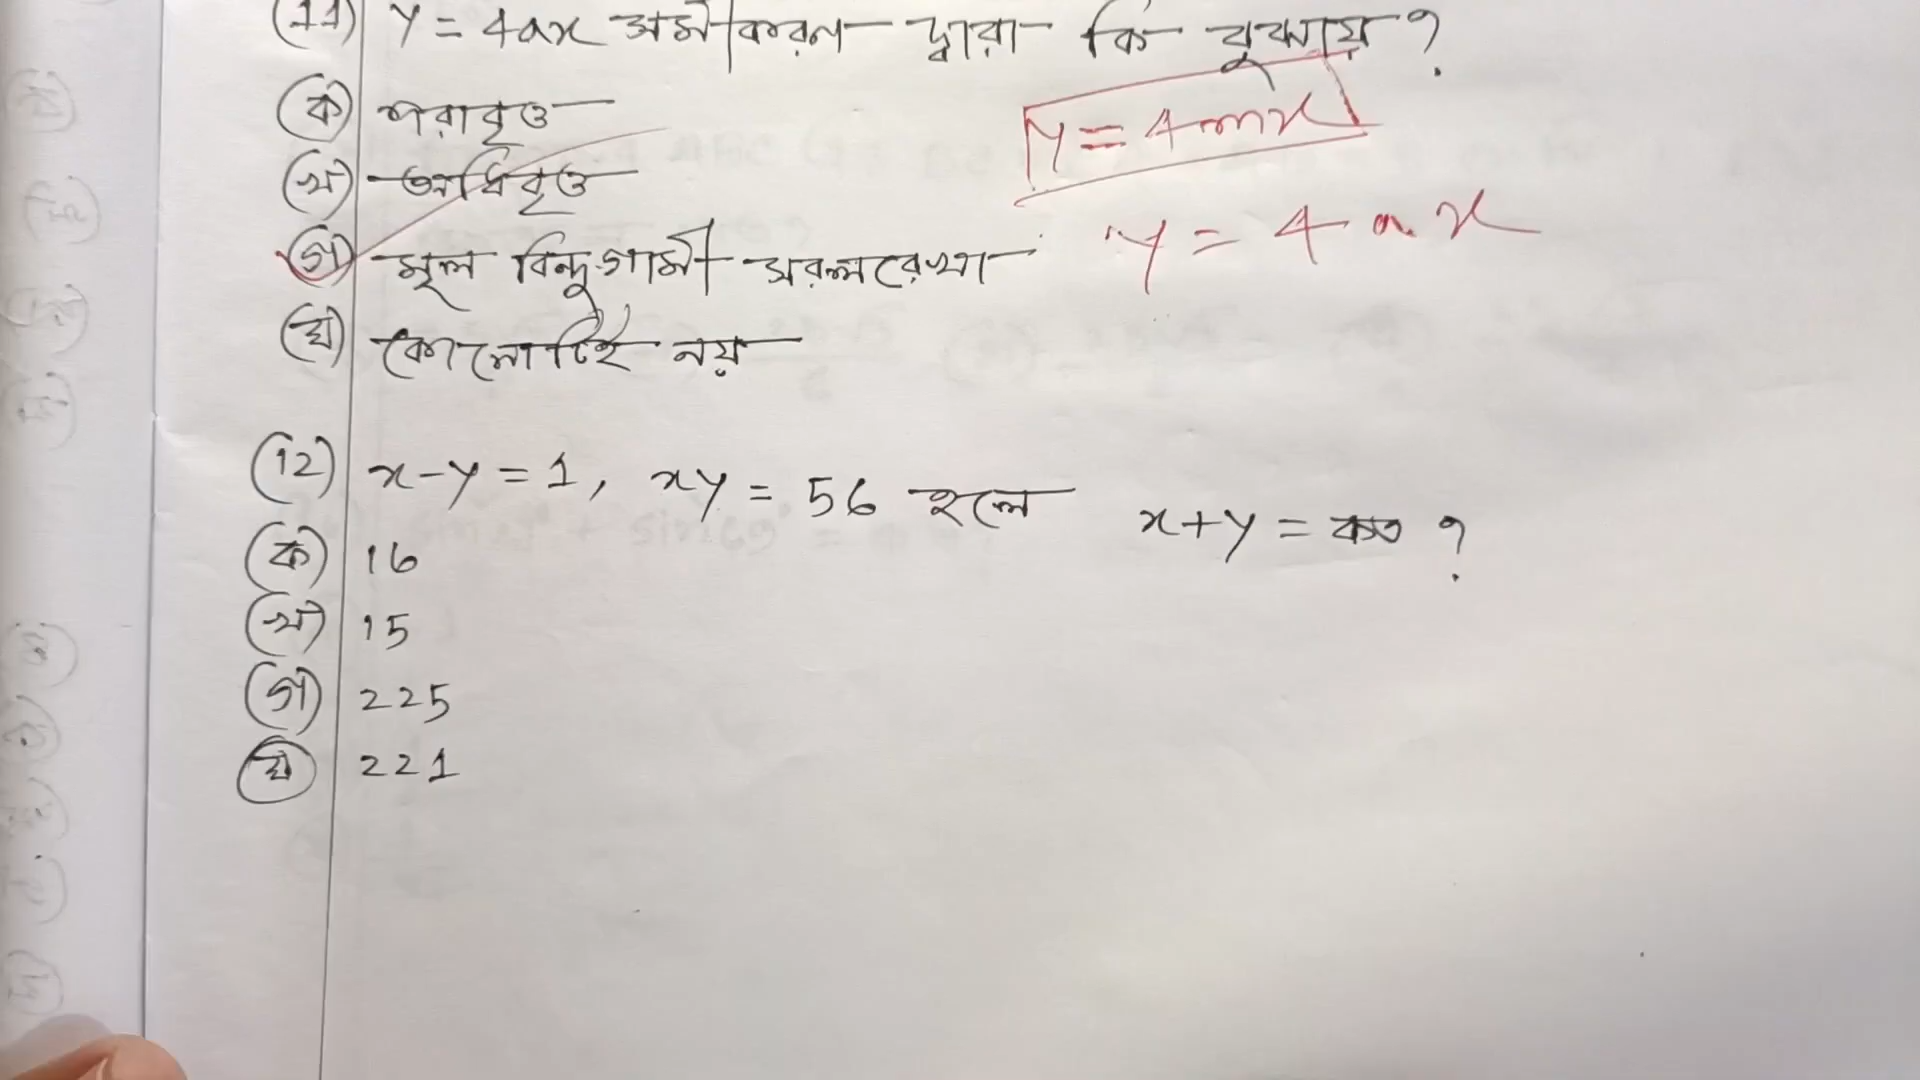 (11) y = 4ax সমীকরণ দ্বারা কি বুঝায় ?
(ক) পরাবৃত্ত
y = 4mx
(খ) অধিবৃত্ত
y = 4ax
(গ) মূল বিন্দুগামী সরলরেখা
(ঘ) কোনোটিই নয়
(12) x-y = 1, xy = 56 হলে x+y = কত ?
(ক) 16
(খ) 15
(গ) 225
(ঘ) 221